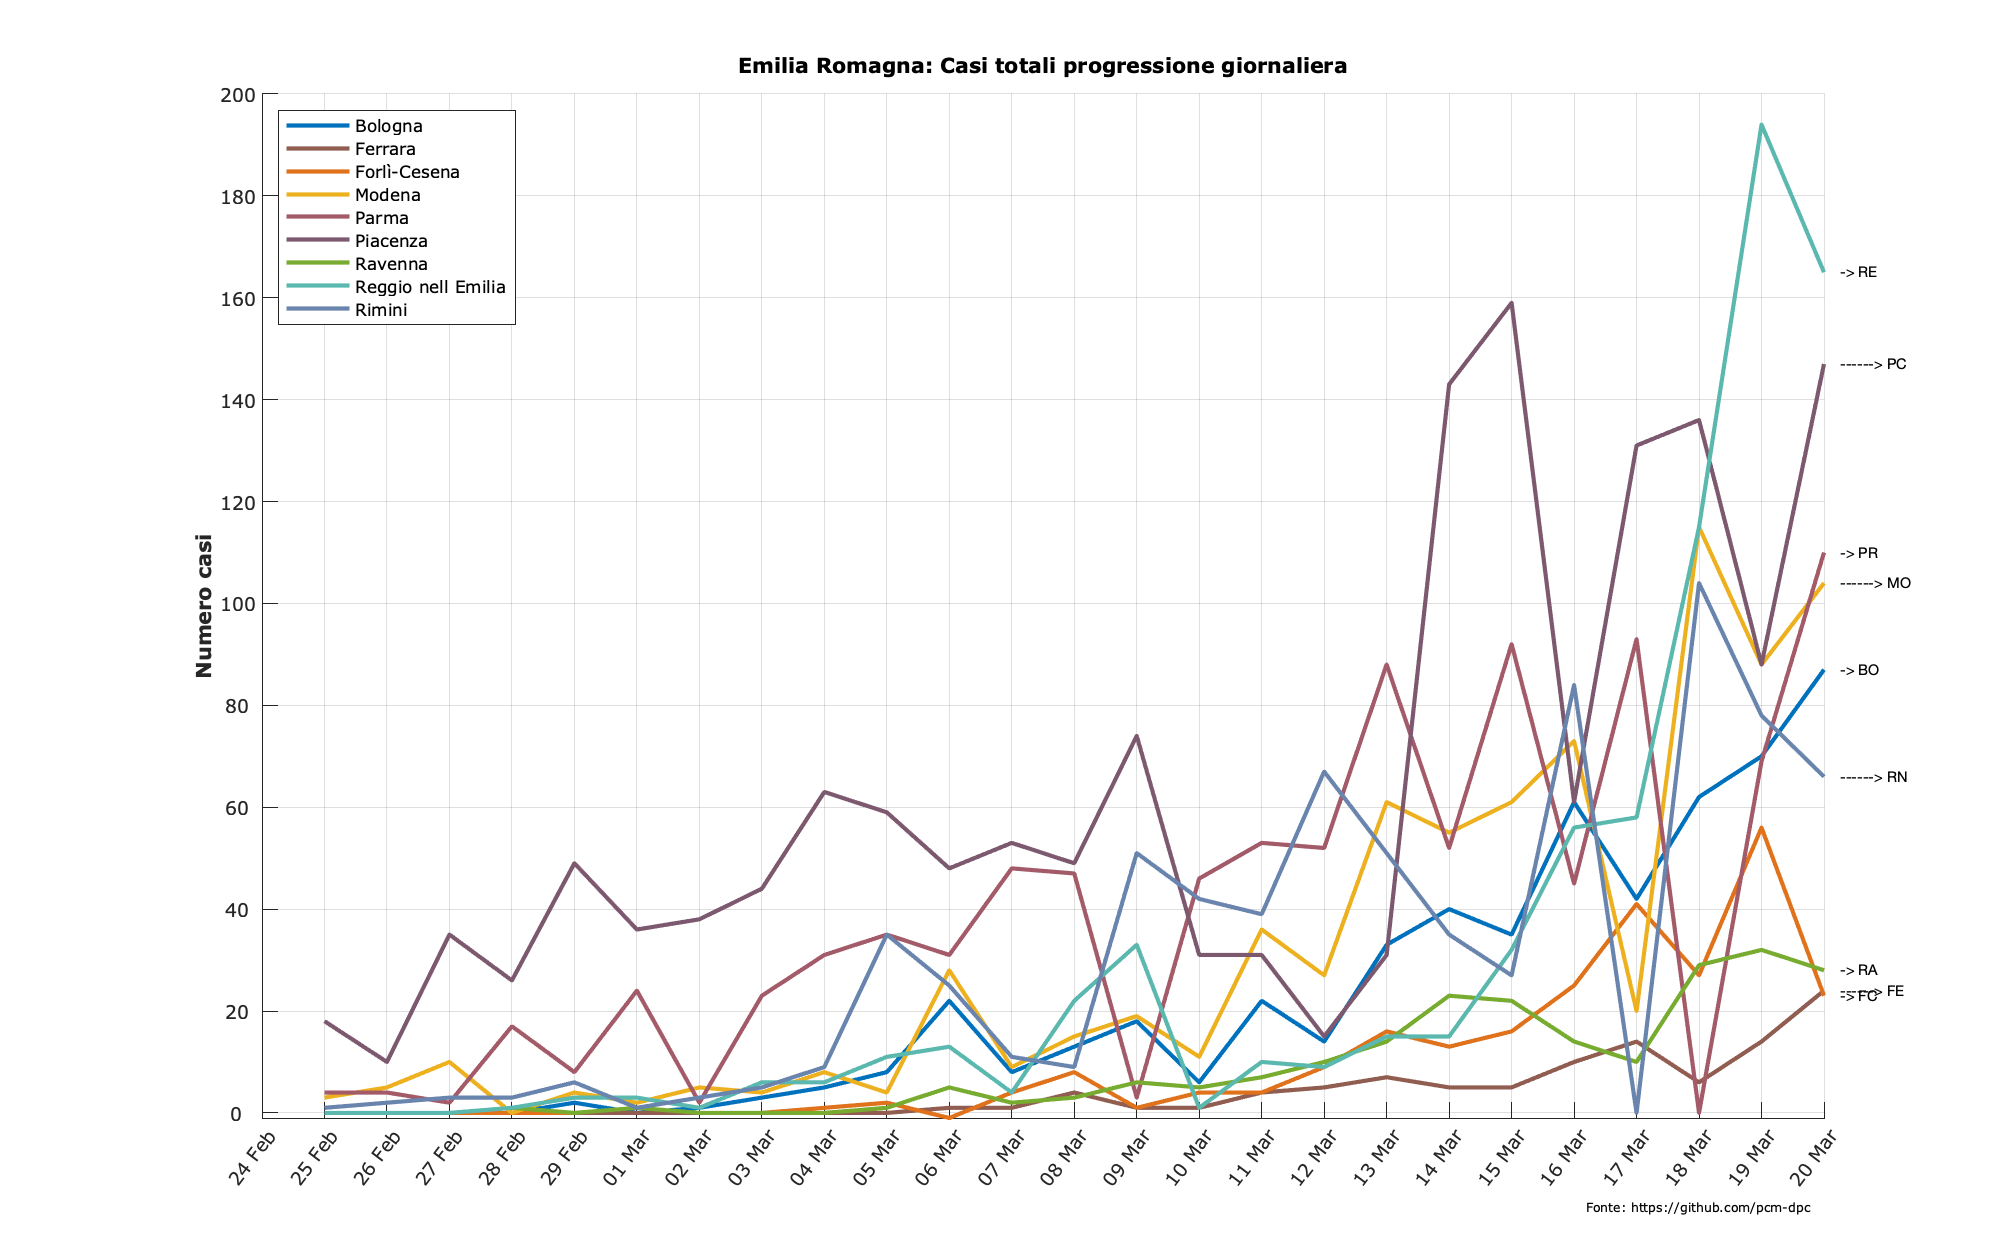 Emilia Romagna: Casi totali progressione giornaliera
Numero casi
200
180
160
140
120
100
80
60
40
20
0
Bologna
Ferrara
Forlì-Cesena
Modena
Parma
Piacenza
Ravenna
Reggio nell Emilia
Rimini
-> RE
------> PC
-> PR
------> MO
-> BO
------> RN
-> RA
------> FE
-> FC
24 Feb
25 Feb
26 Feb
27 Feb
28 Feb
29 Feb
01 Mar
02 Mar
03 Mar
04 Mar
05 Mar
06 Mar
07 Mar
08 Mar
09 Mar
10 Mar
11 Mar
12 Mar
13 Mar
14 Mar
15 Mar
16 Mar
17 Mar
18 Mar
19 Mar
20 Mar
Fonte: https://github.com/pcm-dpc